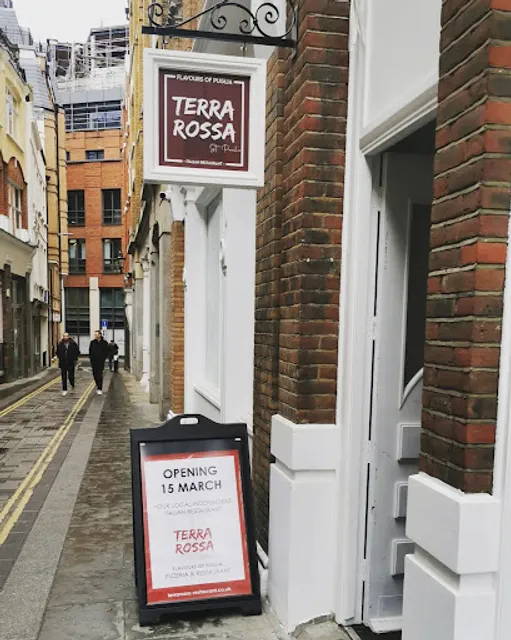 FLAVOURS OF PUGLIA
TERRA
ROSSA
St Paul's
ITALIAN RESTAURANT
OPENING
15 MARCH
YOUR LOCAL INDEPENDENT
ITALIAN RESTAURANT
TERRA
ROSSA
FLAVOURS OF PUGLIA
PIZZERIA & RESTAURANT
terrarossa-restaurant.co.uk